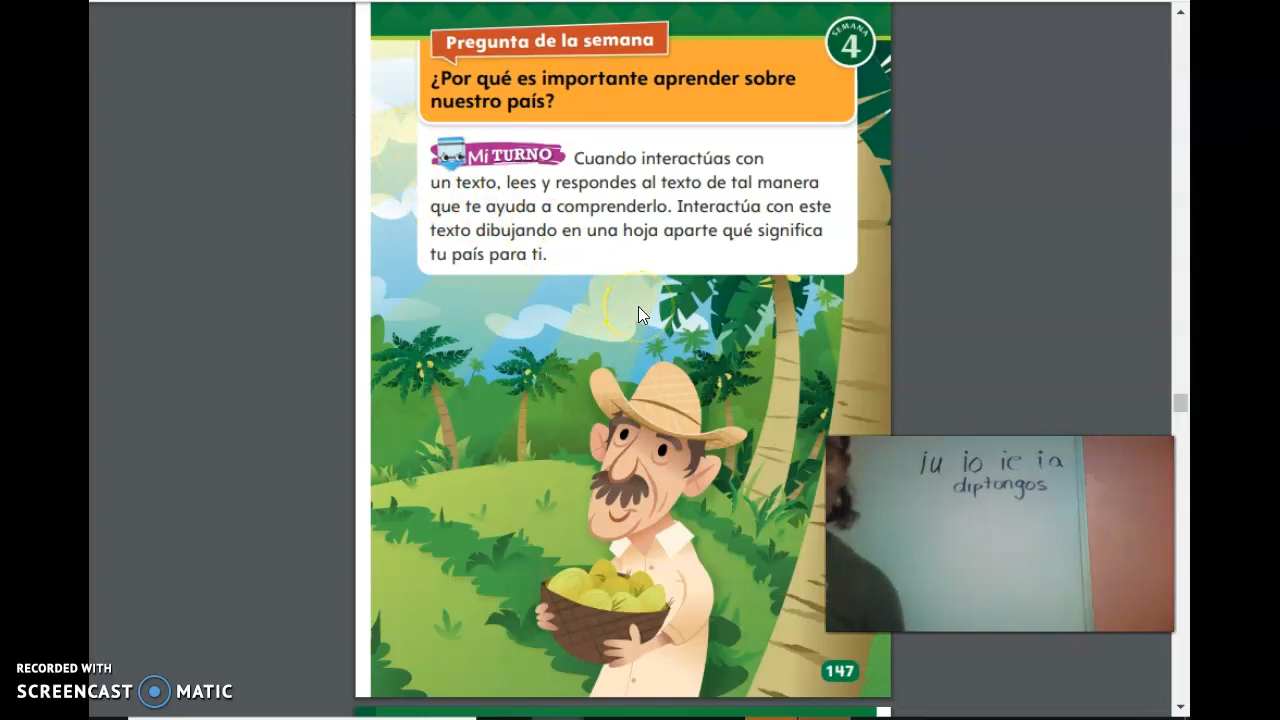 Pregunta de la semana
SEMANA
4
¿Por qué es importante aprender sobre
nuestro país?
Mi TURNO Cuando interactúas con
un texto, lees y respondes al texto de tal manera
que te ayuda a comprenderlo. Interactúa con este
texto dibujando en una hoja aparte qué significa
tu país para ti.
iu io ie ia
diptongos
147
RECORDED WITH
SCREENCAST MATIC